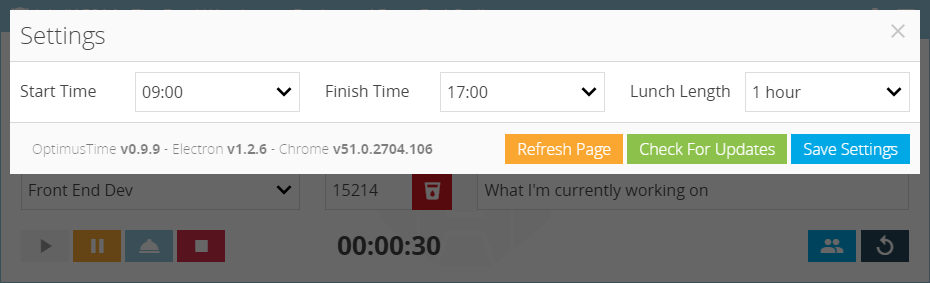 Settings
Start Time 09:00 Finish Time 17:00 Lunch Length 1 hour
OptimusTime v0.9.9 - Electron v1.2.6 - Chrome v51.0.2704.106 Refresh Page Check For Updates Save Settings
Front End Dev 15214 What I'm currently working on
00:00:30